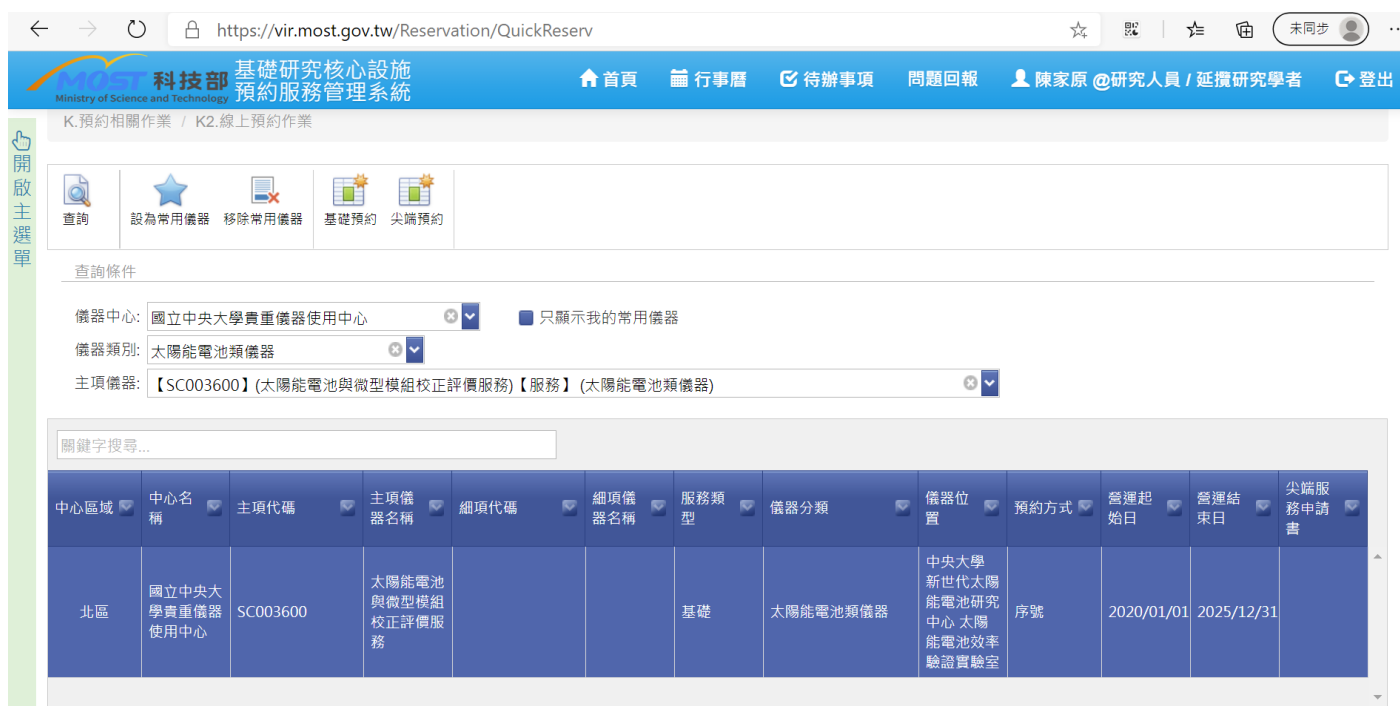 https://vir.most.gov.tw/Reservation/QuickReserv
未同步
MOST 科技部
Ministry of Science and Technology
基礎研究核心設施
預約服務管理系統
首頁
行事曆
待辦事項
問題回報
陳家原 @研究人員 / 延攬研究學者
登出
K.預約相關作業 / K2.線上預約作業
開啟主選單
查詢
設為常用儀器
移除常用儀器
基礎預約
尖端預約
查詢條件
儀器中心: 國立中央大學貴重儀器使用中心
只顯示我的常用儀器
儀器類別: 太陽能電池類儀器
主項儀器: 【SC003600】(太陽能電池與微型模組校正評價服務)【服務】 (太陽能電池類儀器)
關鍵字搜尋...
中心區域
中心名
稱
主項代碼
主項儀
器名稱
細項代碼
細項儀
器名稱
服務類
型
儀器分類
儀器位
置
預約方式
營運起
始日
營運結
束日
尖端服
務申請
書
北區
國立中央大
學貴重儀器
使用中心
SC003600
太陽能電池
與微型模組
校正評價服
務
基礎
太陽能電池類儀器
中央大學
新世代太陽
能電池研究
中心 太陽
能電池效率
驗證實驗室
序號
2020/01/01
2025/12/31